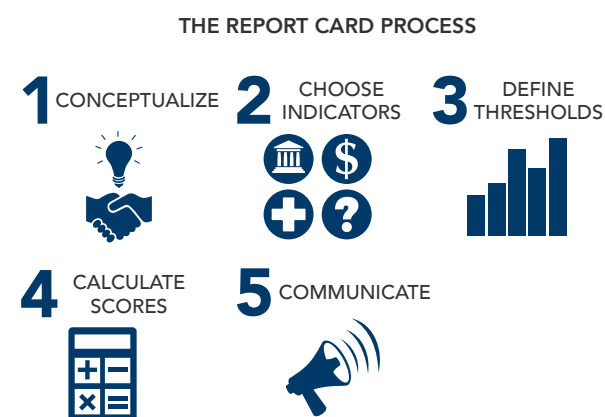 THE REPORT CARD PROCESS
1 CONCEPTUALIZE
2 CHOOSE
INDICATORS
3 DEFINE
THRESHOLDS
$
?
4 CALCULATE
SCORES
5 COMMUNICATE
+ −
× =